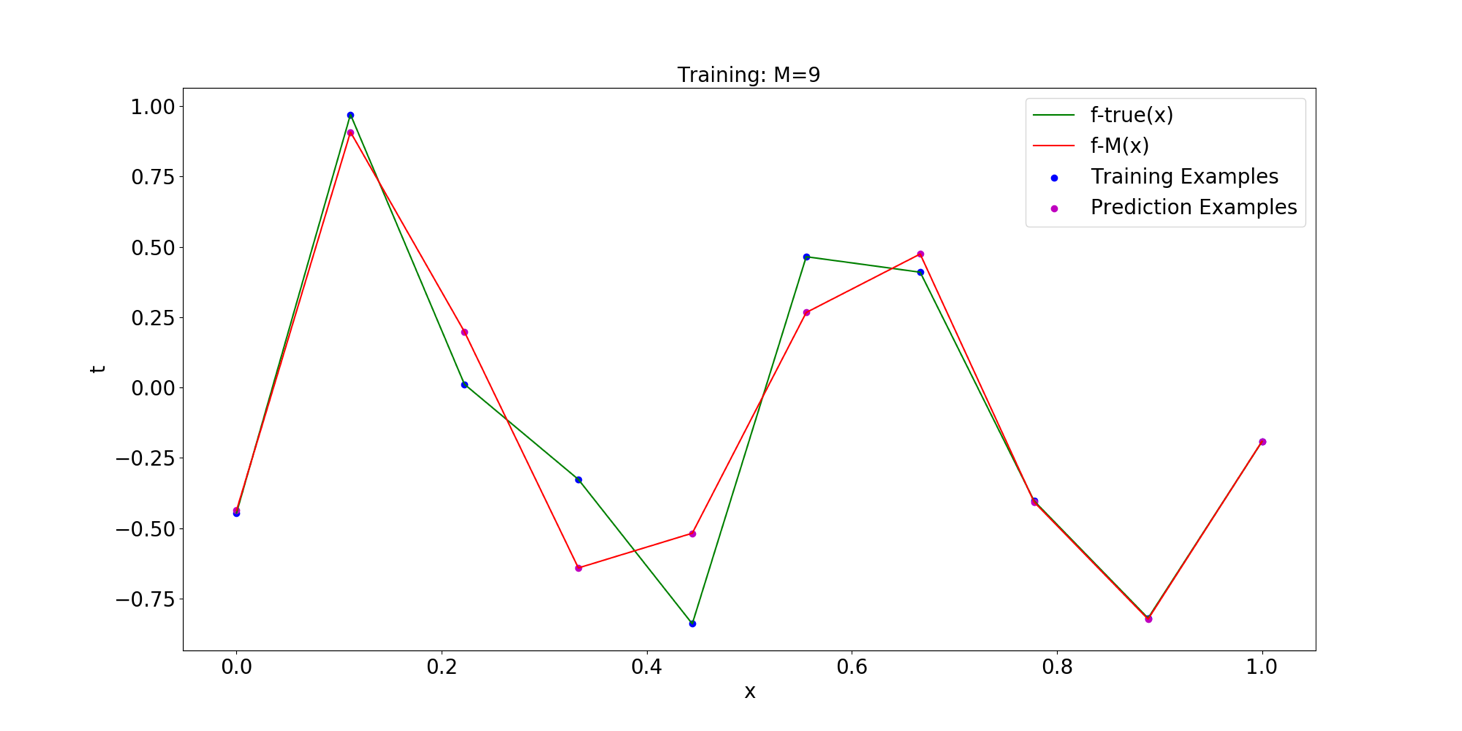 Training: M=9
1.00
0.75
0.50
0.25
0.00
−0.25
−0.50
−0.75
t
f-true(x)
f-M(x)
Training Examples
Prediction Examples
0.0 0.2 0.4 0.6 0.8 1.0
x